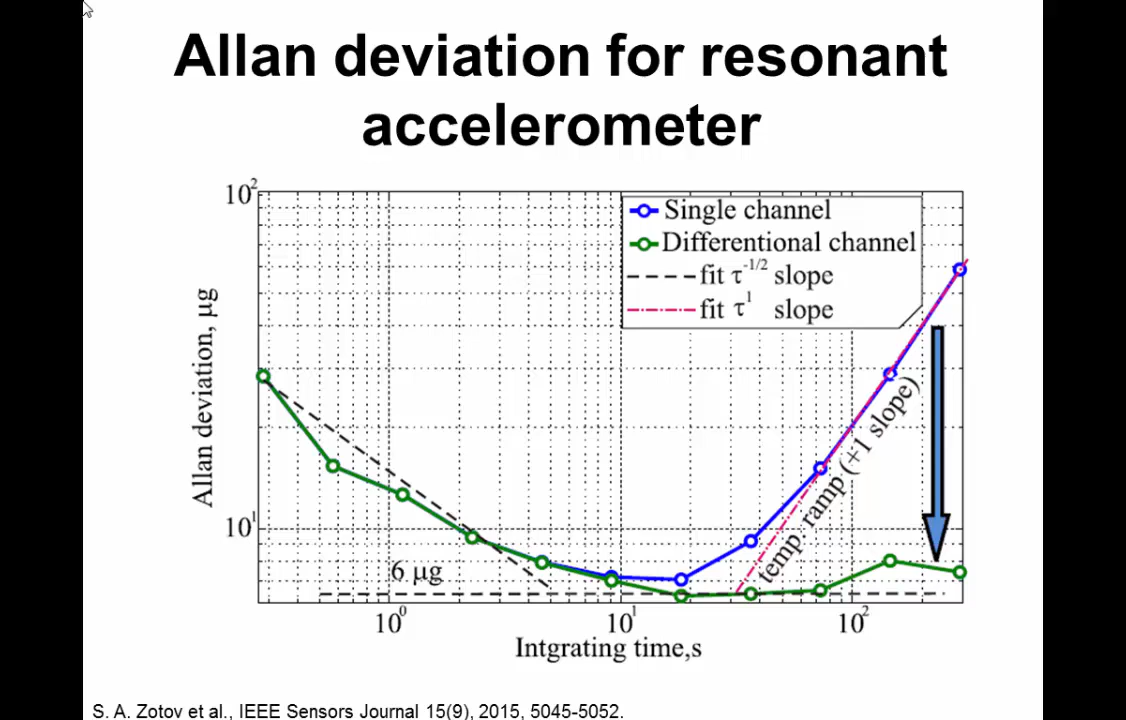 Allan deviation for resonant
accelerometer
10²
10¹
Allan deviation, µg
Single channel
Differentional channel
fit τ⁻¹/² slope
fit τ¹ slope
temp. ramp (+1 slope)
6 µg
10⁰ 10¹ 10²
Intgrating time,s
S. A. Zotov et al., IEEE Sensors Journal 15(9), 2015, 5045-5052.